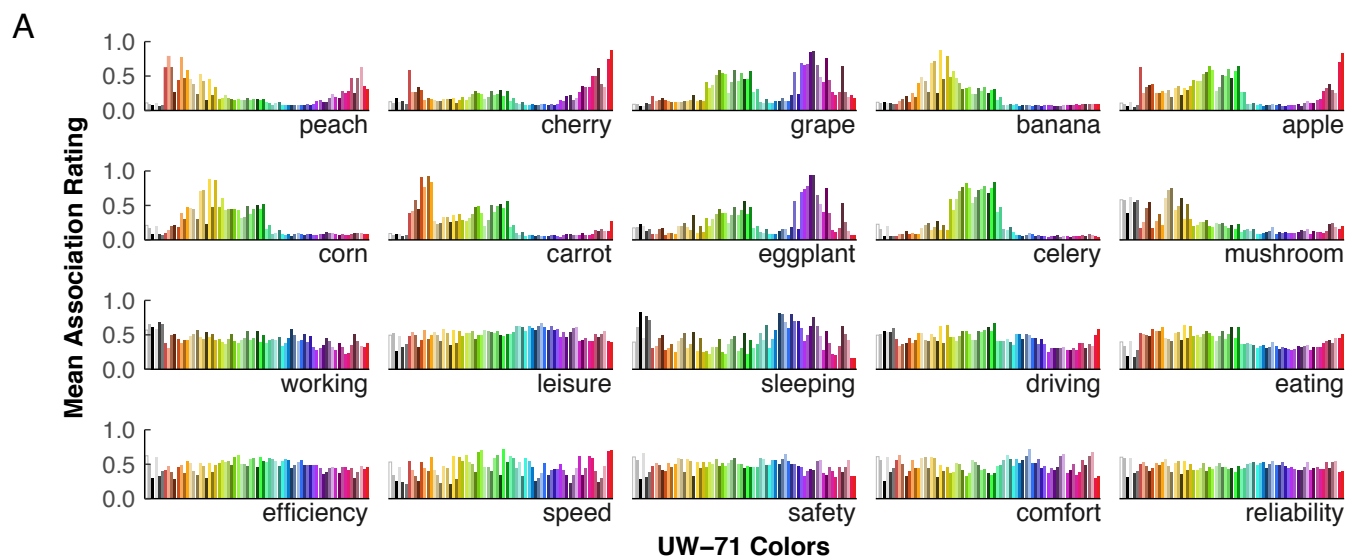 A
Mean Association Rating
1.0
0.5
0.0
peach cherry grape banana apple
1.0
0.5
0.0
corn carrot eggplant celery mushroom
1.0
0.5
0.0
working leisure sleeping driving eating
1.0
0.5
0.0
efficiency speed safety comfort reliability
UW–71 Colors